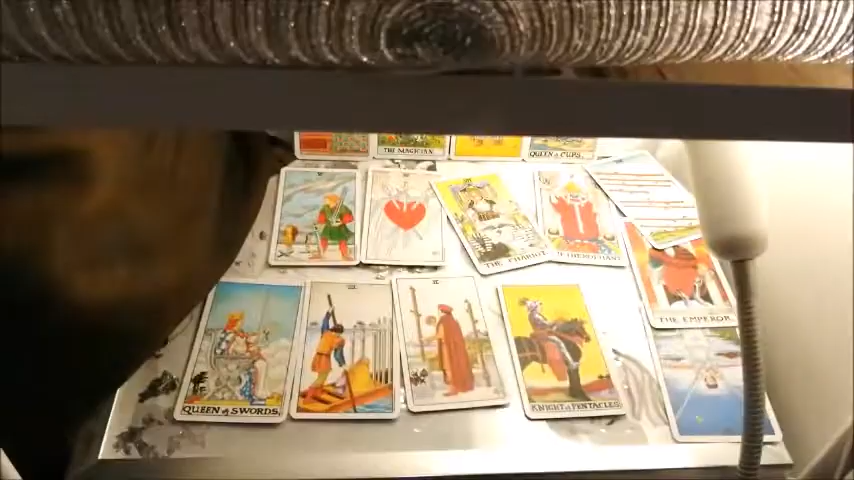 THE MAGICIAN
QUEEN of CUPS
THE CHARIOT
THE HIEROPHANT
THE EMPEROR
QUEEN of SWORDS
KNIGHT of PENTACLES